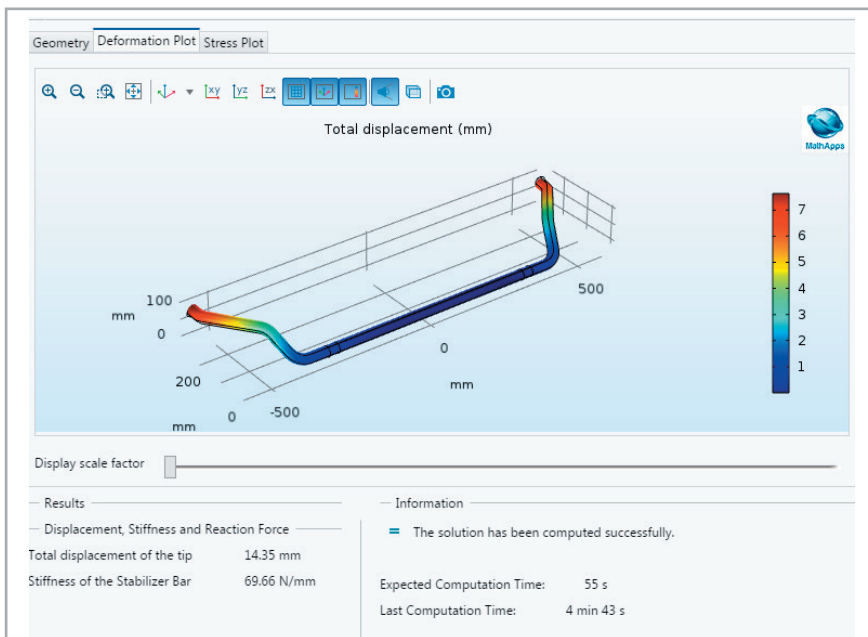 Geometry Deformation Plot Stress Plot
xy yz zx
Total displacement (mm)
MathApps
7
6
5
4
3
2
1
100
mm
0
500
200
0
mm
mm
0
-500
Display scale factor
Results
Displacement, Stiffness and Reaction Force
Total displacement of the tip 14.35 mm
Stiffness of the Stabilizer Bar 69.66 N/mm
Information
The solution has been computed successfully.
Expected Computation Time: 55 s
Last Computation Time: 4 min 43 s